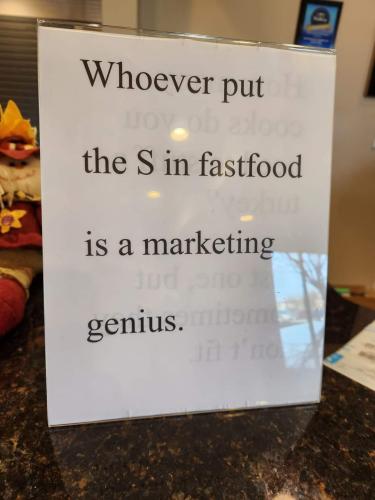 Whoever put
the S in fastfood
is a marketing
genius.